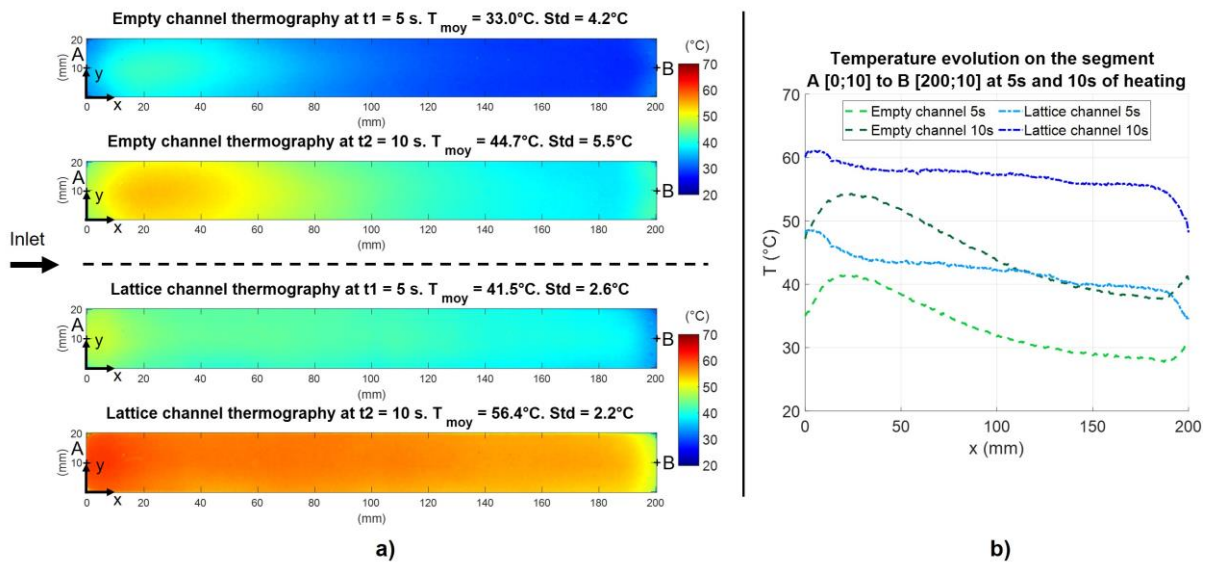 Empty channel thermography at t1 = 5 s. T moy = 33.0°C. Std = 4.2°C
(°C)
20
A
10
(mm)
y
x
B
0 20 40 60 80 100 120 140 160 180 200
(mm)
70
60
50
40
30
20
Empty channel thermography at t2 = 10 s. T moy = 44.7°C. Std = 5.5°C
20
A
10
(mm)
y
x
B
0 20 40 60 80 100 120 140 160 180 200
(mm)
Inlet
Lattice channel thermography at t1 = 5 s. T moy = 41.5°C. Std = 2.6°C
(°C)
20
A
10
(mm)
y
x
B
0 20 40 60 80 100 120 140 160 180 200
(mm)
70
60
50
40
30
20
Lattice channel thermography at t2 = 10 s. T moy = 56.4°C. Std = 2.2°C
20
A
10
(mm)
y
x
B
0 20 40 60 80 100 120 140 160 180 200
(mm)
a)
Temperature evolution on the segment
A [0;10] to B [200;10] at 5s and 10s of heating
Empty channel 5s
Empty channel 10s
Lattice channel 5s
Lattice channel 10s
70
60
50
40
30
20
T (°C)
0 50 100 150 200
x (mm)
b)